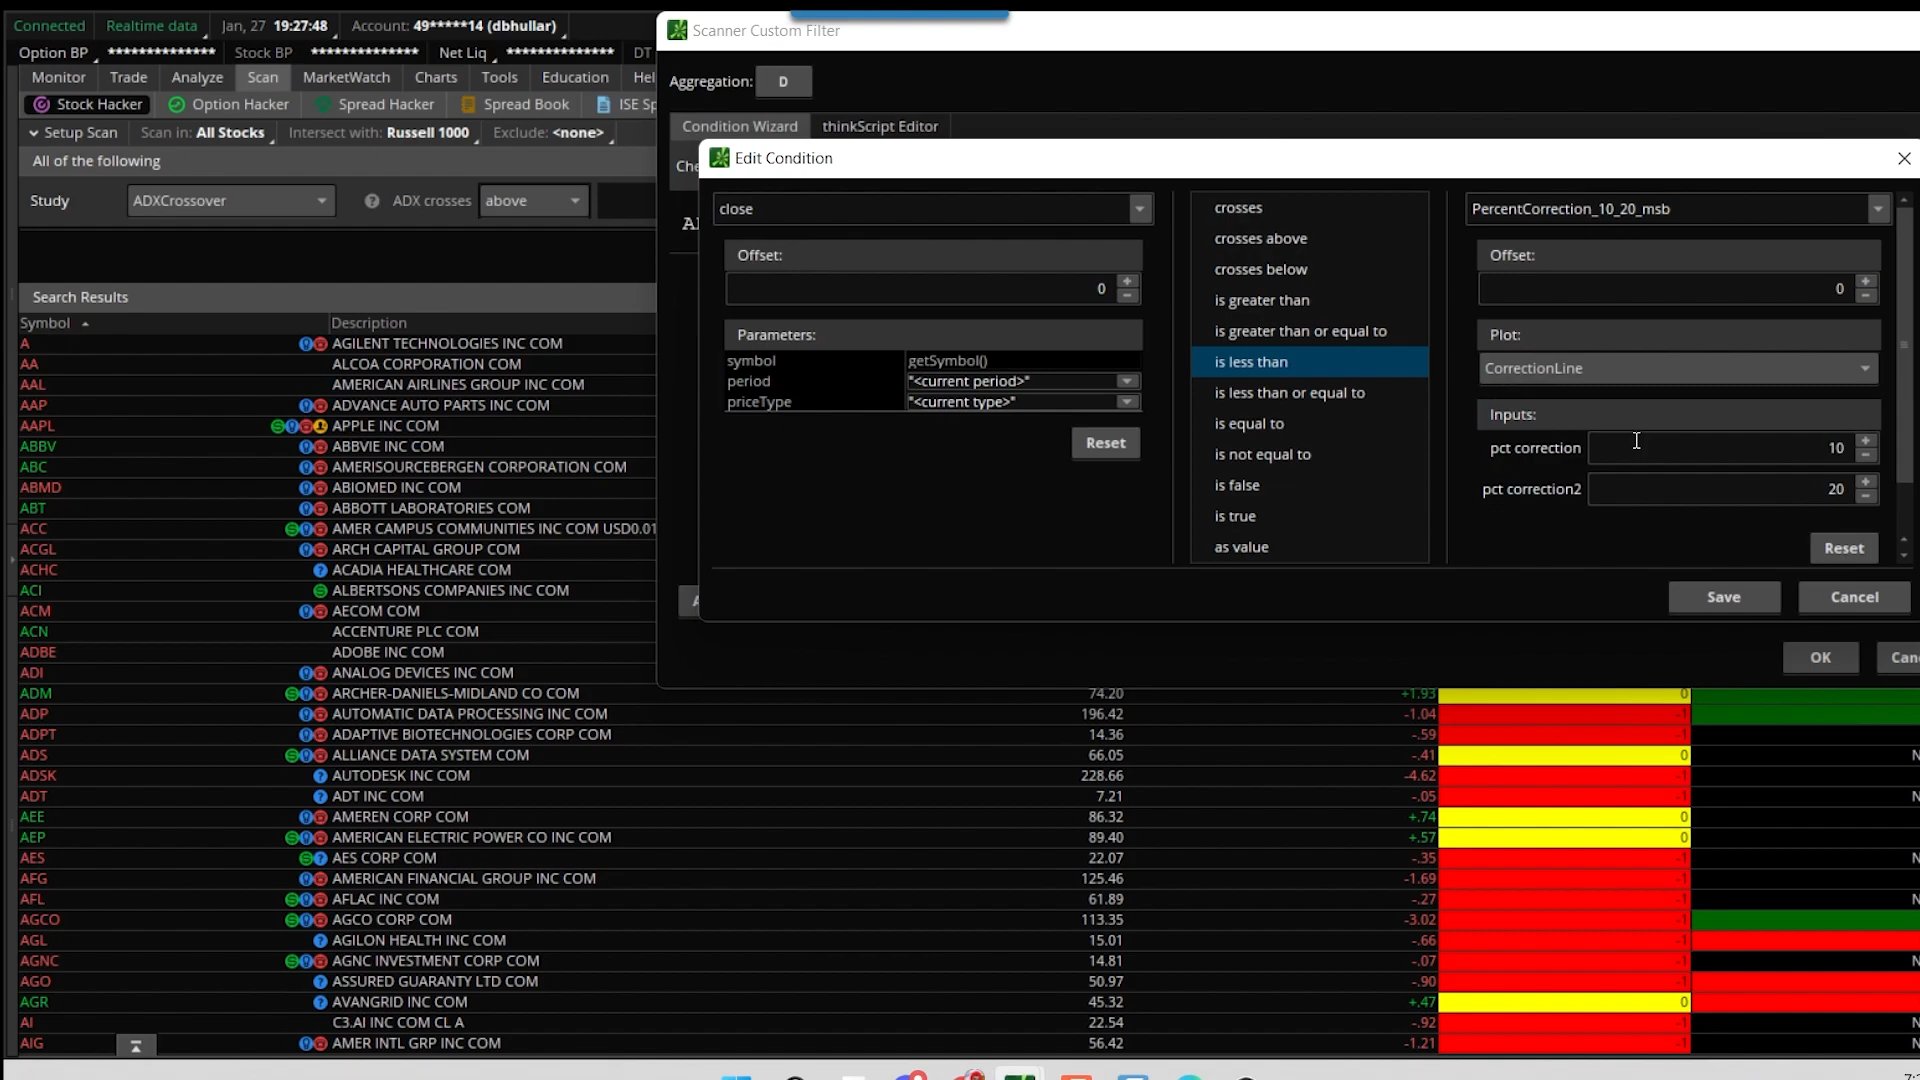 Connected Realtime data Jan, 27 19:27:48 Account: 49*****14 (dbhullar)
Option BP ************** Stock BP ************** Net Liq ************** DT
Monitor Trade Analyze Scan MarketWatch Charts Tools Education Hel
Stock Hacker Option Hacker Spread Hacker Spread Book ISE Sp
Setup Scan Scan in: All Stocks Intersect with: Russell 1000 Exclude: <none>
All of the following
Study ADXCrossover ADX crosses above
Search Results
Symbol Description
A AGILENT TECHNOLOGIES INC COM
AA ALCOA CORPORATION COM
AAL AMERICAN AIRLINES GROUP INC COM
AAP ADVANCE AUTO PARTS INC COM
AAPL APPLE INC COM
ABBV ABBVIE INC COM
ABC AMERISOURCEBERGEN CORPORATION COM
ABMD ABIOMED INC COM
ABT ABBOTT LABORATORIES COM
ACC AMER CAMPUS COMMUNITIES INC COM USD0.01
ACGL ARCH CAPITAL GROUP COM
ACHC ACADIA HEALTHCARE COM
ACI ALBERTSONS COMPANIES INC COM
ACM AECOM COM
ACN ACCENTURE PLC COM
ADBE ADOBE INC COM
ADI ANALOG DEVICES INC COM
ADM ARCHER-DANIELS-MIDLAND CO COM 74.20 +1.93 0
ADP AUTOMATIC DATA PROCESSING INC COM 196.42 -1.04 -1
ADPT ADAPTIVE BIOTECHNOLOGIES CORP COM 14.36 -.59 -1
ADS ALLIANCE DATA SYSTEM COM 66.05 -.41 0 N
ADSK AUTODESK INC COM 228.66 -4.62 -1
ADT ADT INC COM 7.21 -.05 -1 N
AEE AMEREN CORP COM 86.32 +.74 0
AEP AMERICAN ELECTRIC POWER CO INC COM 89.40 +.57 0
AES AES CORP COM 22.07 -.35 -1 N
AFG AMERICAN FINANCIAL GROUP INC COM 125.46 -1.69 -1
AFL AFLAC INC COM 61.89 -.27 -1 N
AGCO AGCO CORP COM 113.35 -3.02 -1
AGL AGILON HEALTH INC COM 15.01 -.66 -1
AGNC AGNC INVESTMENT CORP COM 14.81 -.07 -1 N
AGO ASSURED GUARANTY LTD COM 50.97 -.90 -1
AGR AVANGRID INC COM 45.32 +.47 0
AI C3.AI INC COM CL A 22.54 -.92 -1 N
AIG AMER INTL GRP INC COM 56.42 -1.21 -1 N
Scanner Custom Filter
Aggregation: D
Condition Wizard thinkScript Editor
Che
Edit Condition
close
Offset:
0
Parameters:
symbol getSymbol()
period "<current period>"
priceType "<current type>"
Reset
crosses
crosses above
crosses below
is greater than
is greater than or equal to
is less than
is less than or equal to
is equal to
is not equal to
is false
is true
as value
PercentCorrection_10_20_msb
Offset:
0
Plot:
CorrectionLine
Inputs:
pct correction 10
pct correction2 20
Reset
Save Cancel
OK Canc